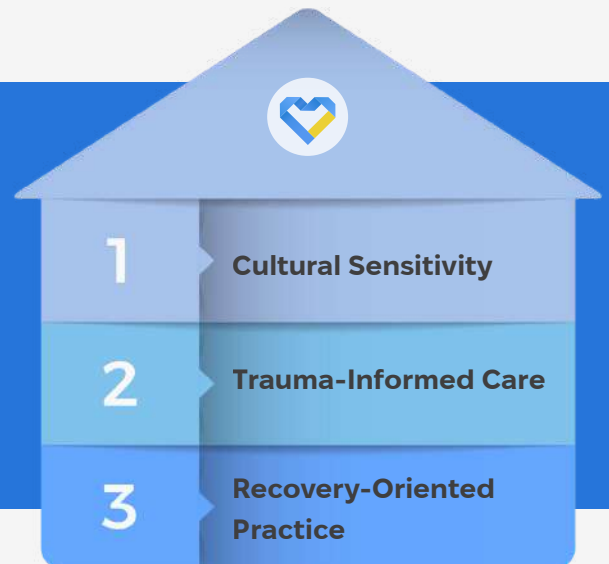 1
Cultural Sensitivity
2
Trauma-Informed Care
3
Recovery-Oriented
Practice